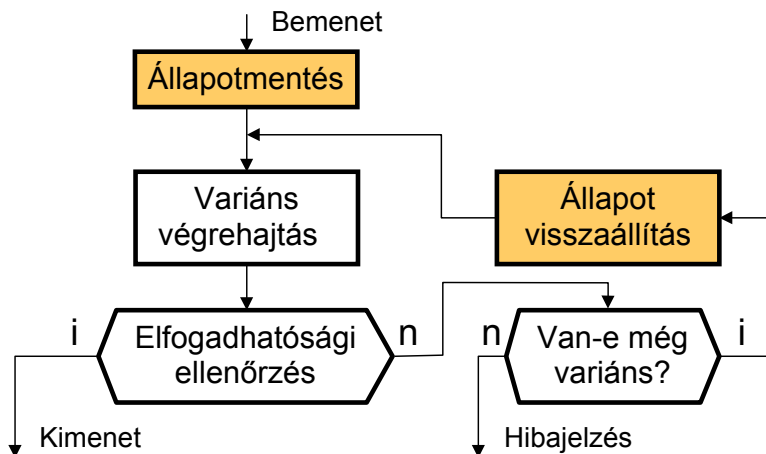 Bemenet
Állapotmentés
Variáns
végrehajtás
Állapot
visszaállítás
i
Elfogadhatósági
ellenőrzés
n
n
Van-e még
variáns?
i
Kimenet
Hibajelzés